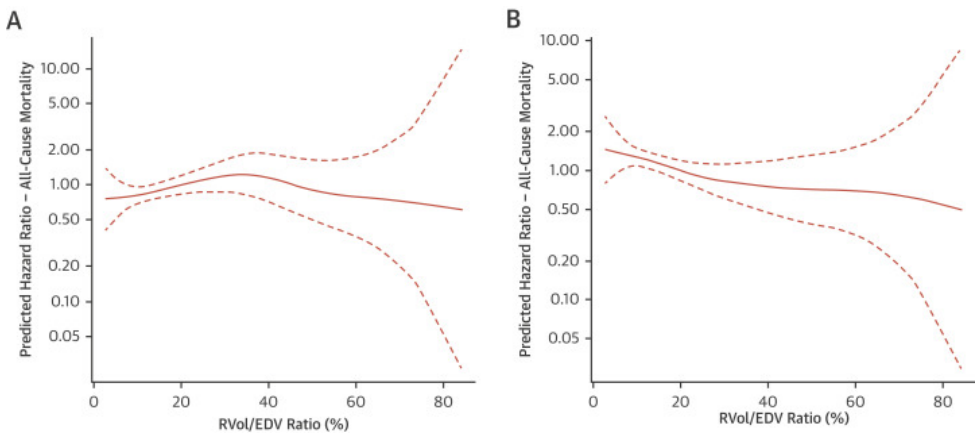 A
Predicted Hazard Ratio – All-Cause Mortality
10.00
5.00
2.00
1.00
0.50
0.20
0.10
0.05
0 20 40 60 80
RVol/EDV Ratio (%)
B
Predicted Hazard Ratio – All-Cause Mortality
10.00
5.00
2.00
1.00
0.50
0.20
0.10
0.05
0 20 40 60 80
RVol/EDV Ratio (%)